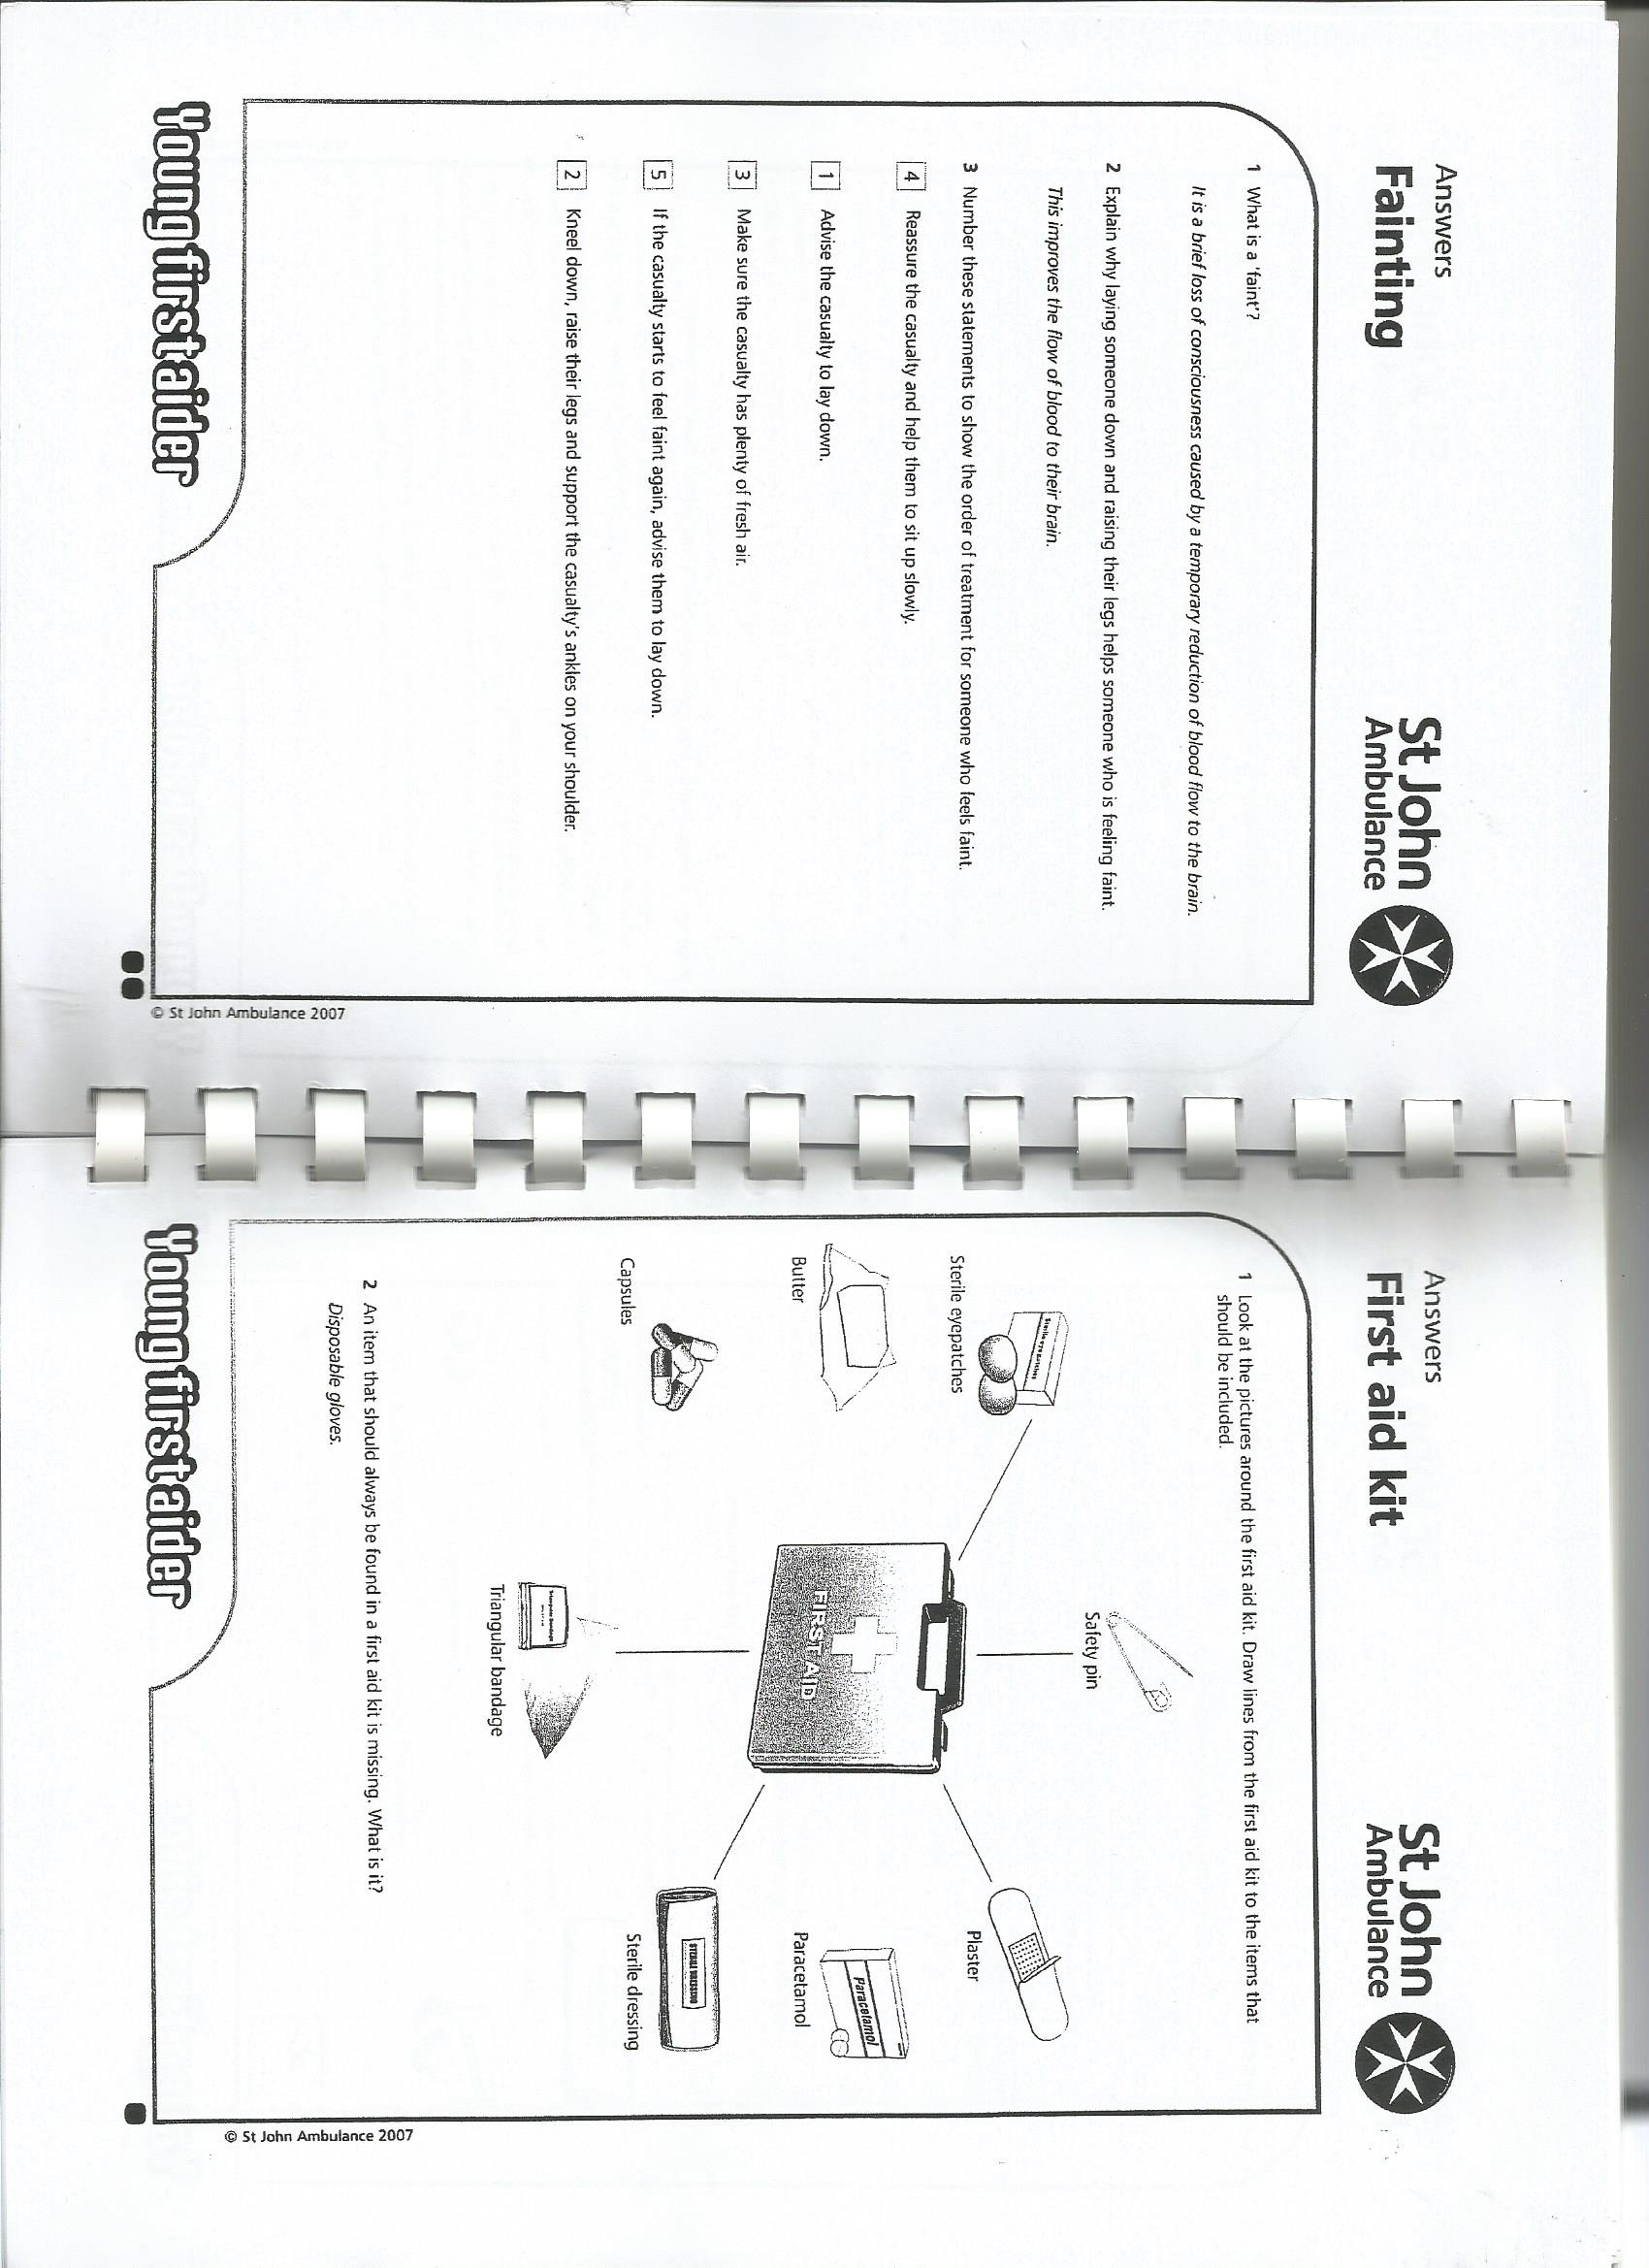 Answers
Fainting
St John
Ambulance
1 What is a 'faint'?
It is a brief loss of consciousness caused by a temporary reduction of blood flow to the brain.
2 Explain why laying someone down and raising their legs helps someone who is feeling faint.
This improves the flow of blood to their brain.
3 Number these statements to show the order of treatment for someone who feels faint.
4 Reassure the casualty and help them to sit up slowly.
1 Advise the casualty to lay down.
3 Make sure the casualty has plenty of fresh air.
5 If the casualty starts to feel faint again, advise them to lay down.
2 Kneel down, raise their legs and support the casualty's ankles on your shoulder.
Young first aider
© St John Ambulance 2007
Answers
First aid kit
St John
Ambulance
1 Look at the pictures around the first aid kit. Draw lines from the first aid kit to the items that
should be included.
Safety pin
Sterile eyepatches
Plaster
Butter
FIRST AID
Paracetamol
Paracetamol
Capsules
STERILE DRESSING
Sterile dressing
Triangular Bandage
Triangular bandage
2 An item that should always be found in a first aid kit is missing. What is it?
Disposable gloves.
Young first aider
© St John Ambulance 2007